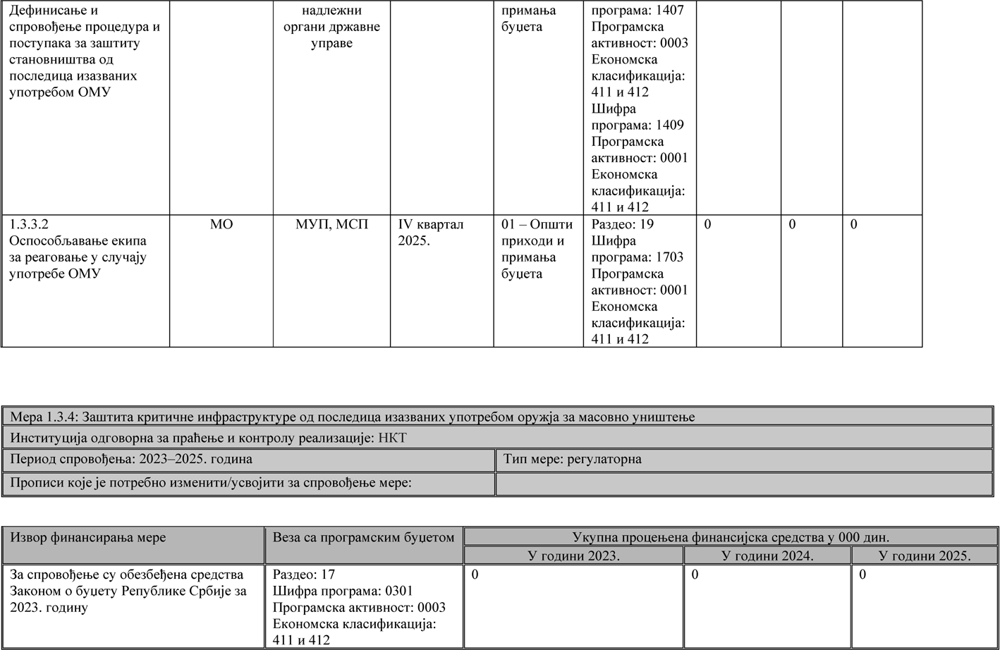 Дефинисање и
спровођење процедура и
поступака за заштиту
становништва од
последица изазваних
употребом ОМУ
надлежни
органи државне
управе
примања
буџета
програма: 1407
Програмска
активност: 0003
Економска
класификација:
411 и 412
Шифра
програма: 1409
Програмска
активност: 0001
Економска
класификација:
411 и 412
1.3.3.2
Оспособљавање екипа
за реаговање у случају
употребе ОМУ
МО
МУП, МСП
IV квартал
2025.
01 – Општи
приходи и
примања
буџета
Раздео: 19
Шифра
програма: 1703
Програмска
активност: 0001
Економска
класификација:
411 и 412
0
0
0
Мера 1.3.4: Заштита критичне инфраструктуре од последица изазваних употребом оружја за масовно уништење
Институција одговорна за праћење и контролу реализације: НКТ
Период спровођења: 2023–2025. година
Тип мере: регулаторна
Прописи које је потребно изменити/усвојити за спровођење мере:
Извор финансирања мере
Веза са програмским буџетом
Укупна процењена финансијска средства у 000 дин.
У години 2023.
У години 2024.
У години 2025.
За спровођење су обезбеђена средства
Законом о буџету Републике Србије за
2023. годину
Раздео: 17
Шифра програма: 0301
Програмска активност: 0003
Економска класификација:
411 и 412
0
0
0